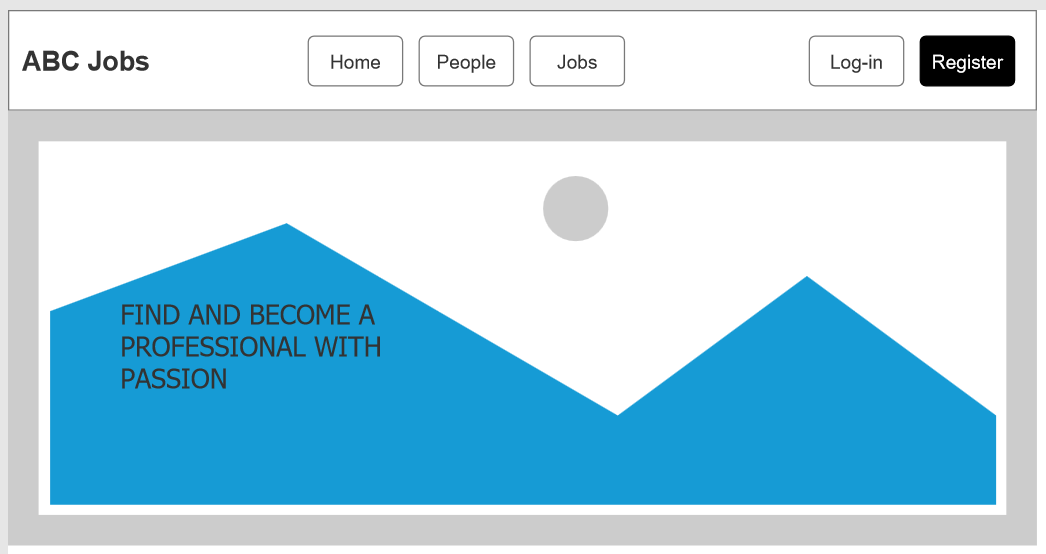 ABC Jobs
Home
People
Jobs
Log-in
Register
FIND AND BECOME A
PROFESSIONAL WITH
PASSION